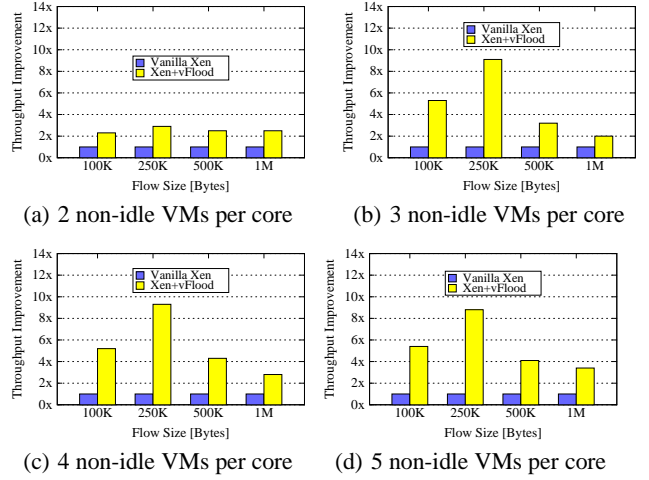 14x
12x
10x
8x
6x
4x
2x
0x
Throughput Improvement
Vanilla Xen
Xen+vFlood
100K 250K 500K 1M
Flow Size [Bytes]
(a) 2 non-idle VMs per core
14x
12x
10x
8x
6x
4x
2x
0x
Throughput Improvement
Vanilla Xen
Xen+vFlood
100K 250K 500K 1M
Flow Size [Bytes]
(b) 3 non-idle VMs per core
14x
12x
10x
8x
6x
4x
2x
0x
Throughput Improvement
Vanilla Xen
Xen+vFlood
100K 250K 500K 1M
Flow Size [Bytes]
(c) 4 non-idle VMs per core
14x
12x
10x
8x
6x
4x
2x
0x
Throughput Improvement
Vanilla Xen
Xen+vFlood
100K 250K 500K 1M
Flow Size [Bytes]
(d) 5 non-idle VMs per core